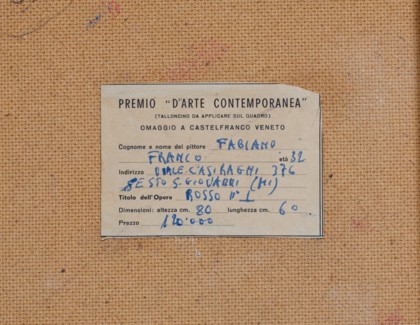 PREMIO "D'ARTE CONTEMPORANEA"
(TALLONCINO DA APPLICARE SUL QUADRO)
OMAGGIO A CASTELFRANCO VENETO
Cognome e nome del pittore FABIANO
FRANCO età 32
Indirizzo VIALE CASIRAGHI 376
SESTO S. GIOVANNI (MI)
Titolo dell'Opera ROSSO N° 1
Dimensioni: altezza cm. 80 lunghezza cm. 60
Prezzo 120.000